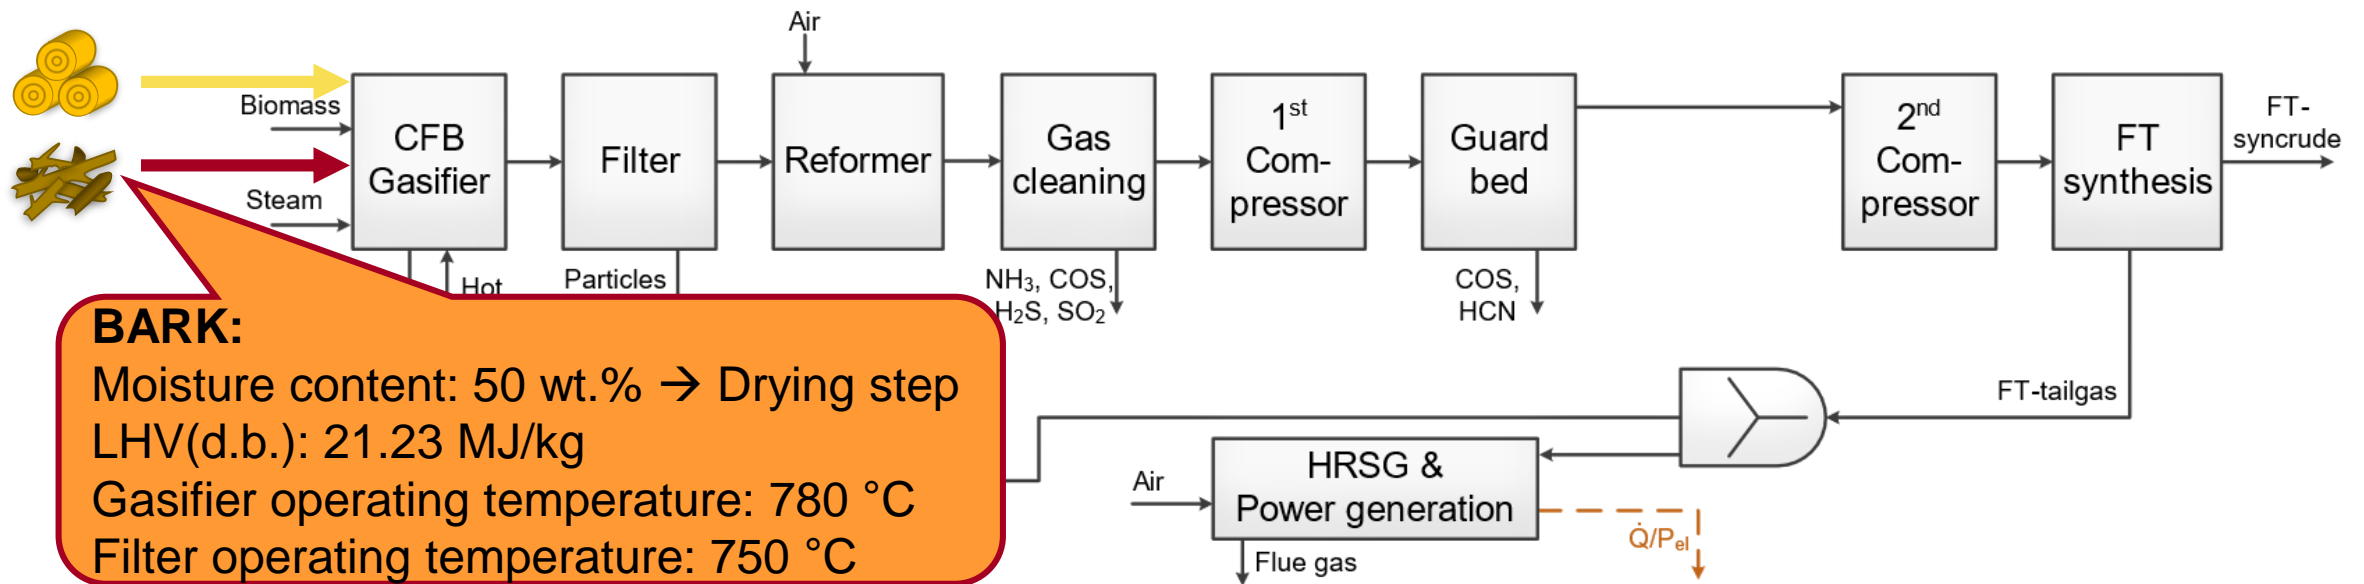 Air
Biomass
Steam
CFB
Gasifier
Filter
Reformer
Gas
cleaning
1st
Com-
pressor
Guard
bed
2nd
Com-
pressor
FT
synthesis
FT-
syncrude
Hot
Particles
NH₃, COS,
H₂S, SO₂
COS,
HCN
BARK:
Moisture content: 50 wt.% → Drying step
LHV(d.b.): 21.23 MJ/kg
Gasifier operating temperature: 780 °C
Filter operating temperature: 750 °C
FT-tailgas
Air
HRSG &
Power generation
Q̇/Pel
Flue gas